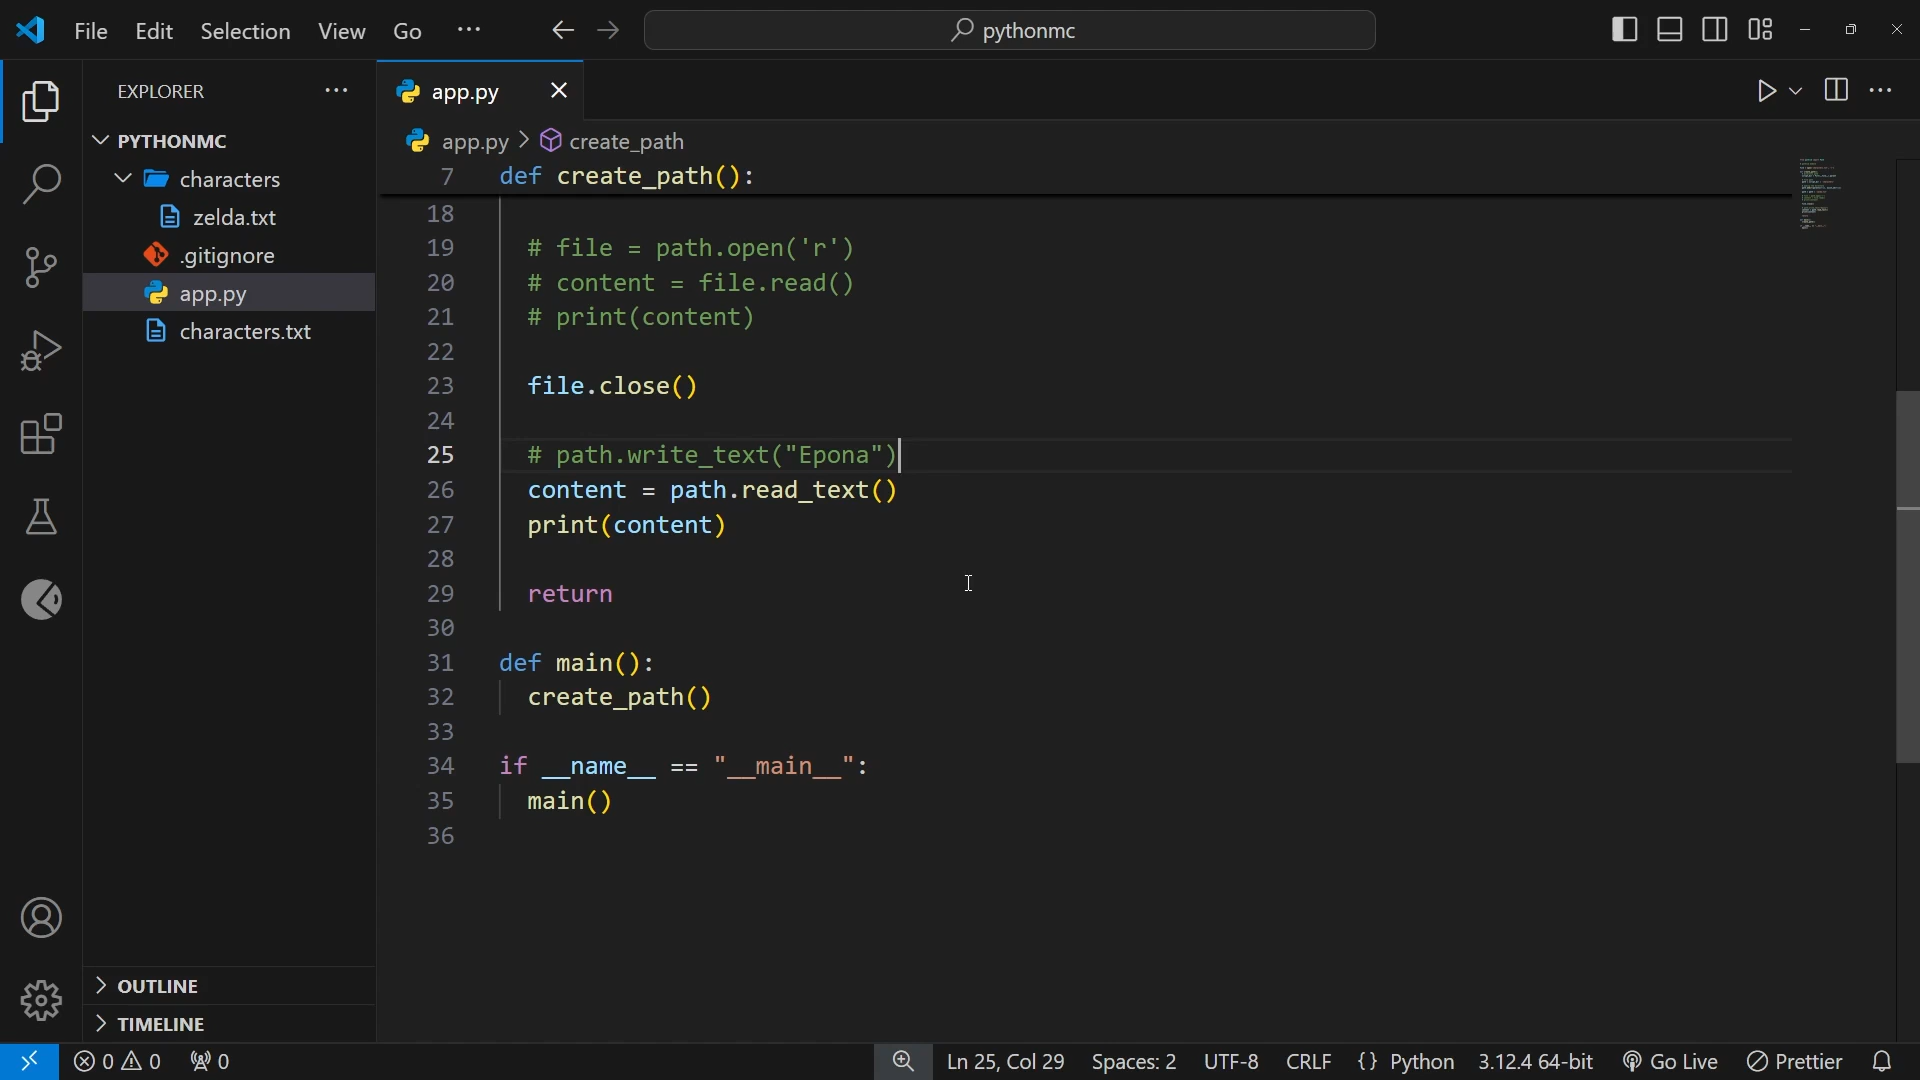 File Edit Selection View Go ··· pythonmc
EXPLORER ···
PYTHONMC
characters
zelda.txt
.gitignore
app.py
characters.txt
OUTLINE
TIMELINE
app.py
app.py > create_path
7 def create_path():
18
19 # file = path.open('r')
20 # content = file.read()
21 # print(content)
22
23 file.close()
24
25 # path.write_text("Epona")
26 content = path.read_text()
27 print(content)
28
29 return
30
31 def main():
32 create_path()
33
34 if __name__ == "__main__":
35 main()
36
0 0 0 Ln 25, Col 29 Spaces: 2 UTF-8 CRLF {} Python 3.12.4 64-bit Go Live Prettier